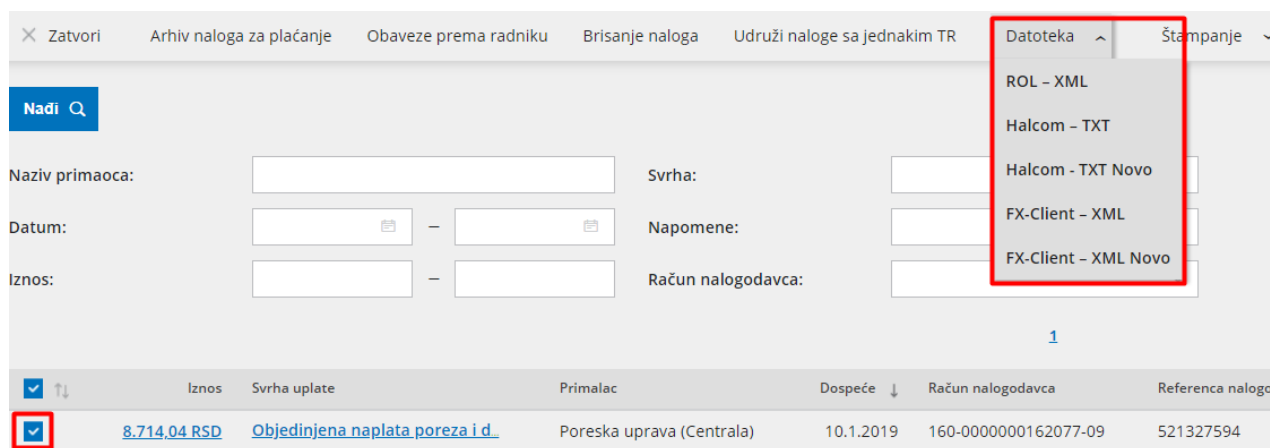 Zatvori Arhiv naloga za plaćanje Obaveze prema radniku Brisanje naloga Udruži naloge sa jednakim TR Datoteka Štampanje
ROL – XML
Halcom – TXT
Halcom - TXT Novo
FX-Client – XML
FX-Client – XML Novo
Nađi
Naziv primaoca: Svrha:
Datum: – Napomene:
Iznos: – Račun nalogodavca:
1
Iznos Svrha uplate Primalac Dospeće Račun nalogodavca Referenca nalogo
8.714,04 RSD Objedinjena naplata poreza i d... Poreska uprava (Centrala) 10.1.2019 160-0000000162077-09 521327594